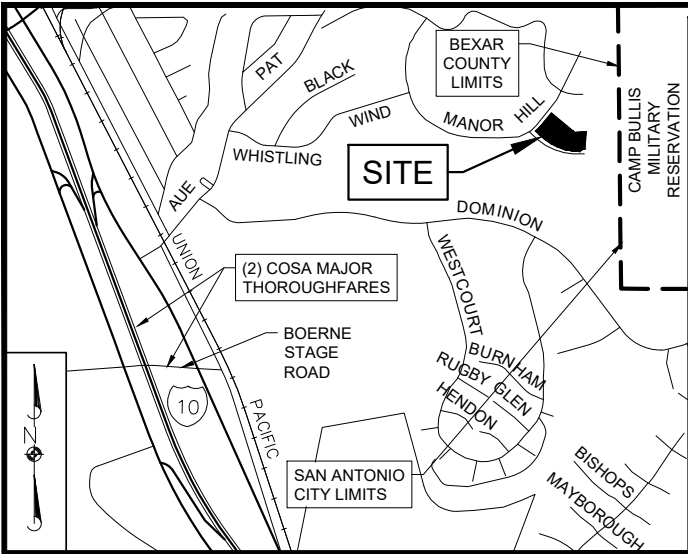 BEXAR
COUNTY
LIMITS
PAT
BLACK
WIND
MANOR
HILL
WHISTLING
SITE
CAMP BULLIS
MILITARY
RESERVATION
AUE
DOMINION
UNION
(2) COSA MAJOR
THOROUGHFARES
WESTCOURT
BOERNE
STAGE
ROAD
BURNHAM
RUGBY GLEN
HENDON
10
PACIFIC
N
SAN ANTONIO
CITY LIMITS
BISHOPS
MAYBOROUGH